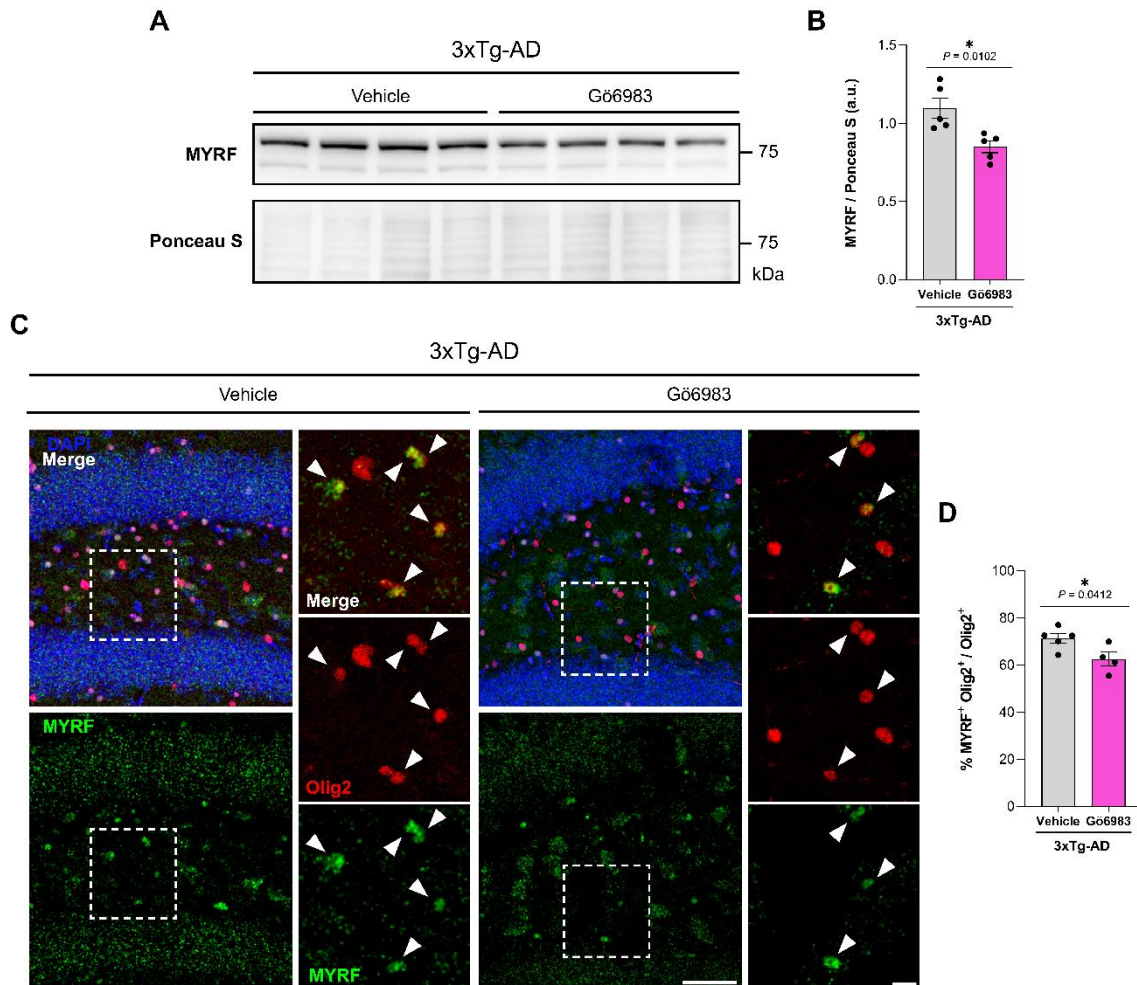 A
3xTg-AD
Vehicle
Gö6983
MYRF
75
Ponceau S
75
kDa
B
MYRF / Ponceau S (a.u.)
1.5
1.0
0.5
0.0
*
P = 0.0102
Vehicle Gö6983
3xTg-AD
C
3xTg-AD
Vehicle
Gö6983
DAPI
Merge
Merge
Olig2
MYRF
MYRF
D
% MYRF+ Olig2+ / Olig2+
100
80
60
40
20
0
*
P = 0.0412
Vehicle Gö6983
3xTg-AD